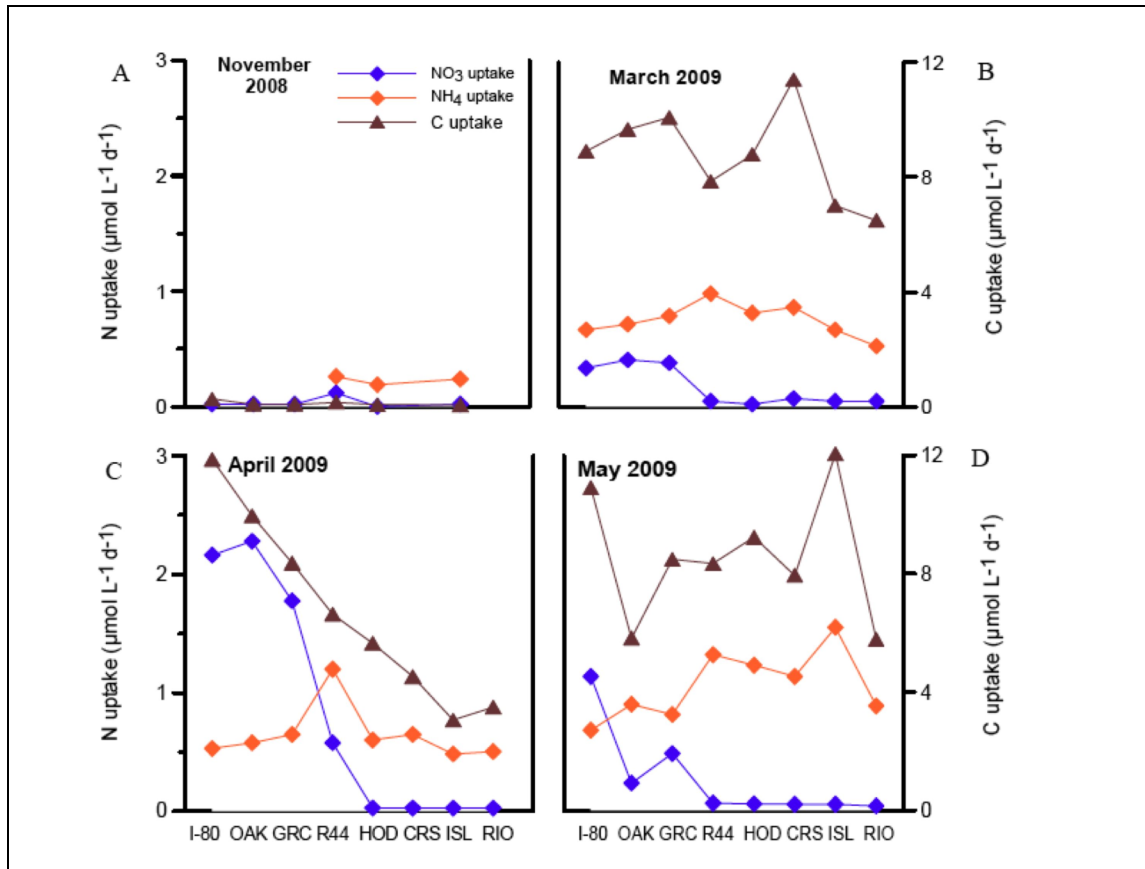 A
November
2008
NO3 uptake
NH4 uptake
C uptake
N uptake (μmol L-1 d-1)
3
2
1
0
March 2009
B
12
8
4
0
C uptake (μmol L-1 d-1)
C
April 2009
N uptake (μmol L-1 d-1)
3
2
1
0
I-80 OAK GRC R44 HOD CRS ISL RIO
May 2009
D
12
8
4
0
C uptake (μmol L-1 d-1)
I-80 OAK GRC R44 HOD CRS ISL RIO